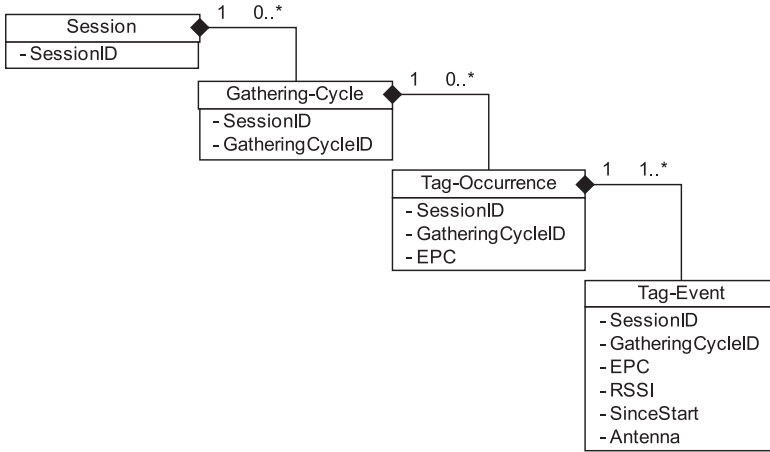 Session
1 0..*
- SessionID
Gathering-Cycle
1 0..*
- SessionID
- GatheringCycleID
Tag-Occurrence
1 1..*
- SessionID
- GatheringCycleID
- EPC
Tag-Event
- SessionID
- GatheringCycleID
- EPC
- RSSI
- SinceStart
- Antenna